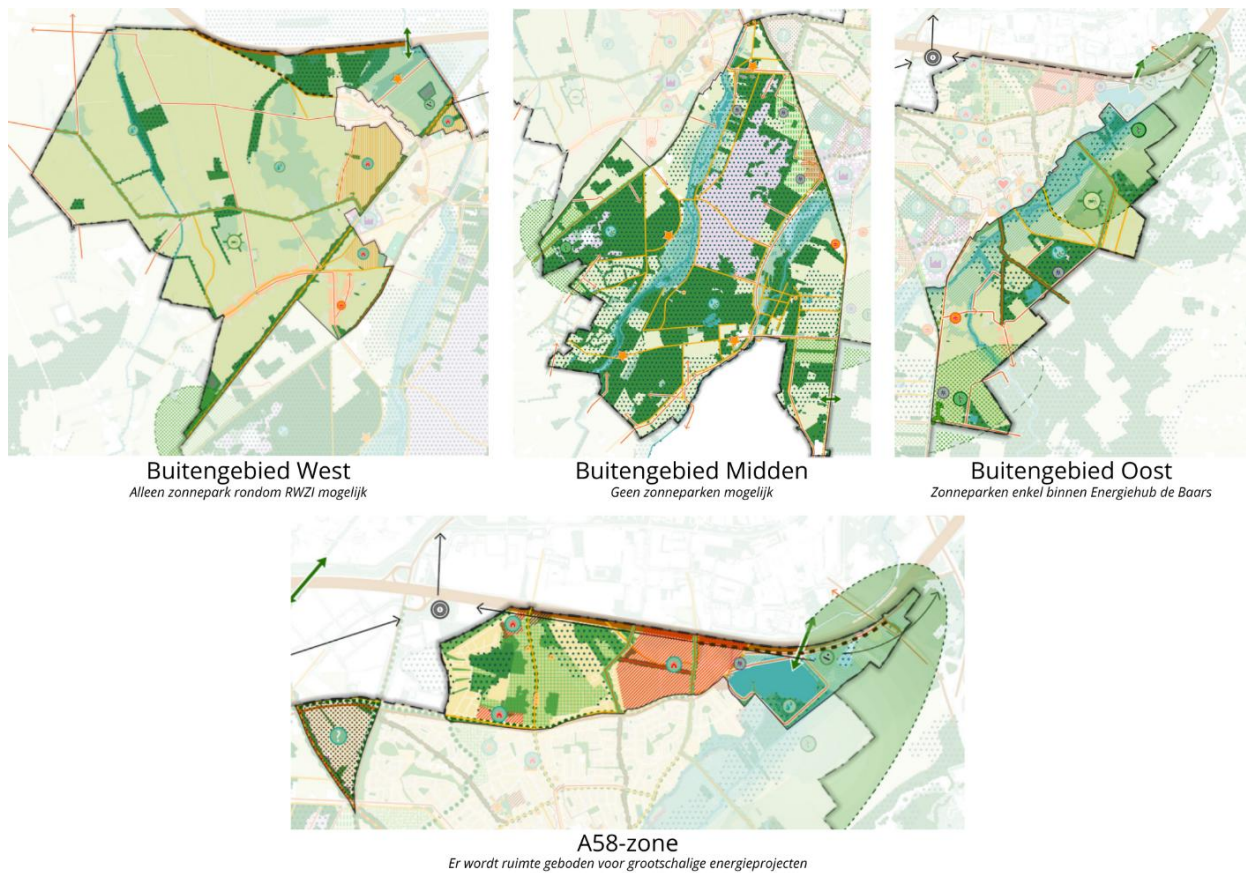 Buitengebied West
Alleen zonnepark rondom RWZI mogelijk
Buitengebied Midden
Geen zonneparken mogelijk
Buitengebied Oost
Zonneparken enkel binnen Energiehub de Baars
?
A58-zone
Er wordt ruimte geboden voor grootschalige energieprojecten